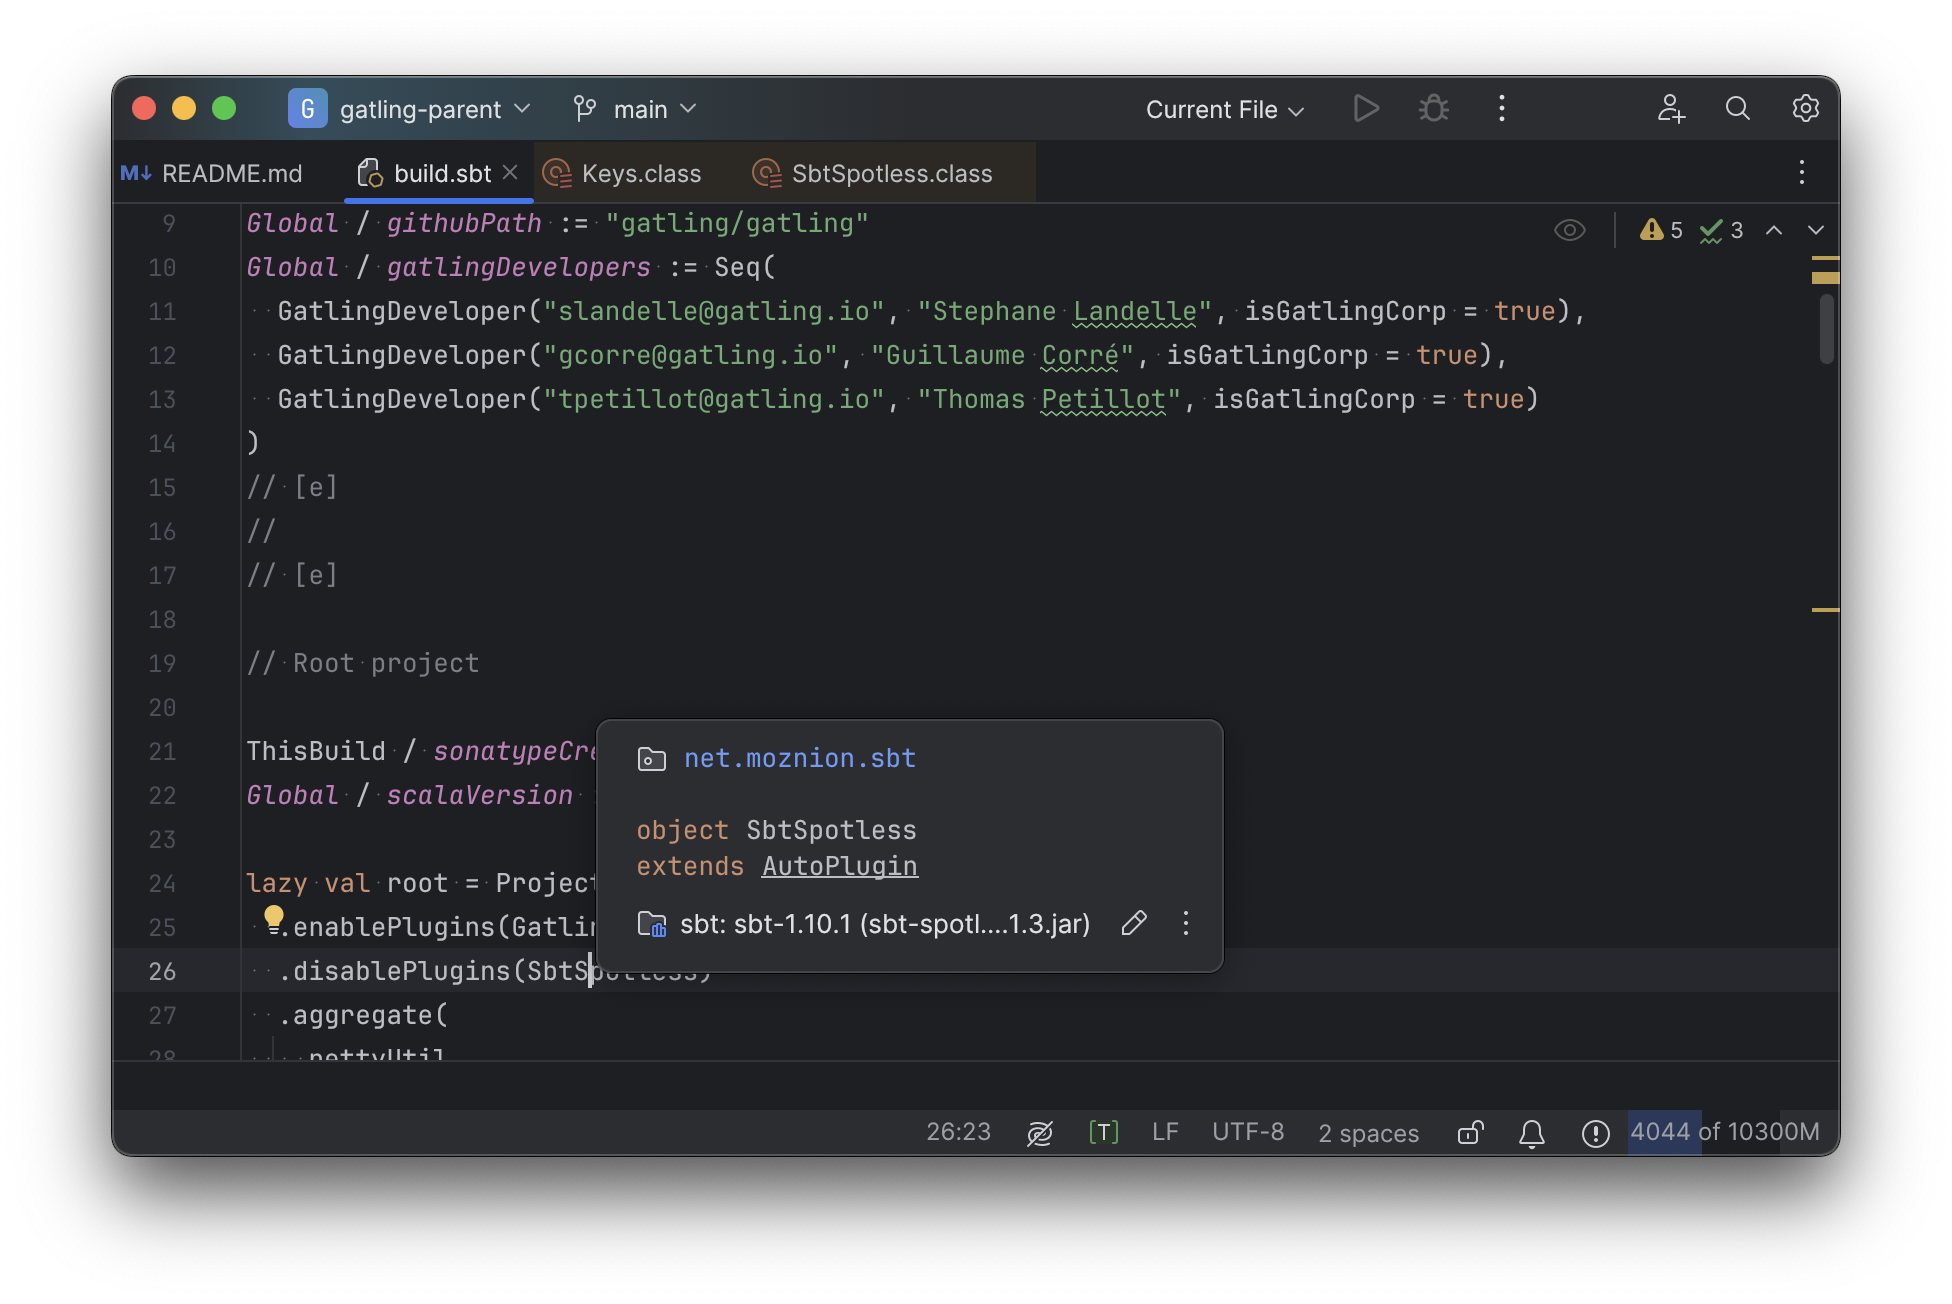 G gatling-parent main Current File
README.md build.sbt Keys.class SbtSpotless.class
5 3
9 Global / githubPath := "gatling/gatling"
10 Global / gatlingDevelopers := Seq(
11 GatlingDeveloper("slandelle@gatling.io", "Stephane Landelle", isGatlingCorp = true),
12 GatlingDeveloper("gcorre@gatling.io", "Guillaume Corré", isGatlingCorp = true),
13 GatlingDeveloper("tpetillot@gatling.io", "Thomas Petillot", isGatlingCorp = true)
14 )
15 // [e]
16 //
17 // [e]
18
19 // Root project
20
21 ThisBuild / sonatypeCre
22 Global / scalaVersion
23
24 lazy val root = Project
25 .enablePlugins(Gatlin
26 .disablePlugins(SbtSpotless)
27 .aggregate(
28 nettyUtil
net.moznion.sbt
object SbtSpotless
extends AutoPlugin
sbt: sbt-1.10.1 (sbt-spotl....1.3.jar)
26:23 [T] LF UTF-8 2 spaces 4044 of 10300M